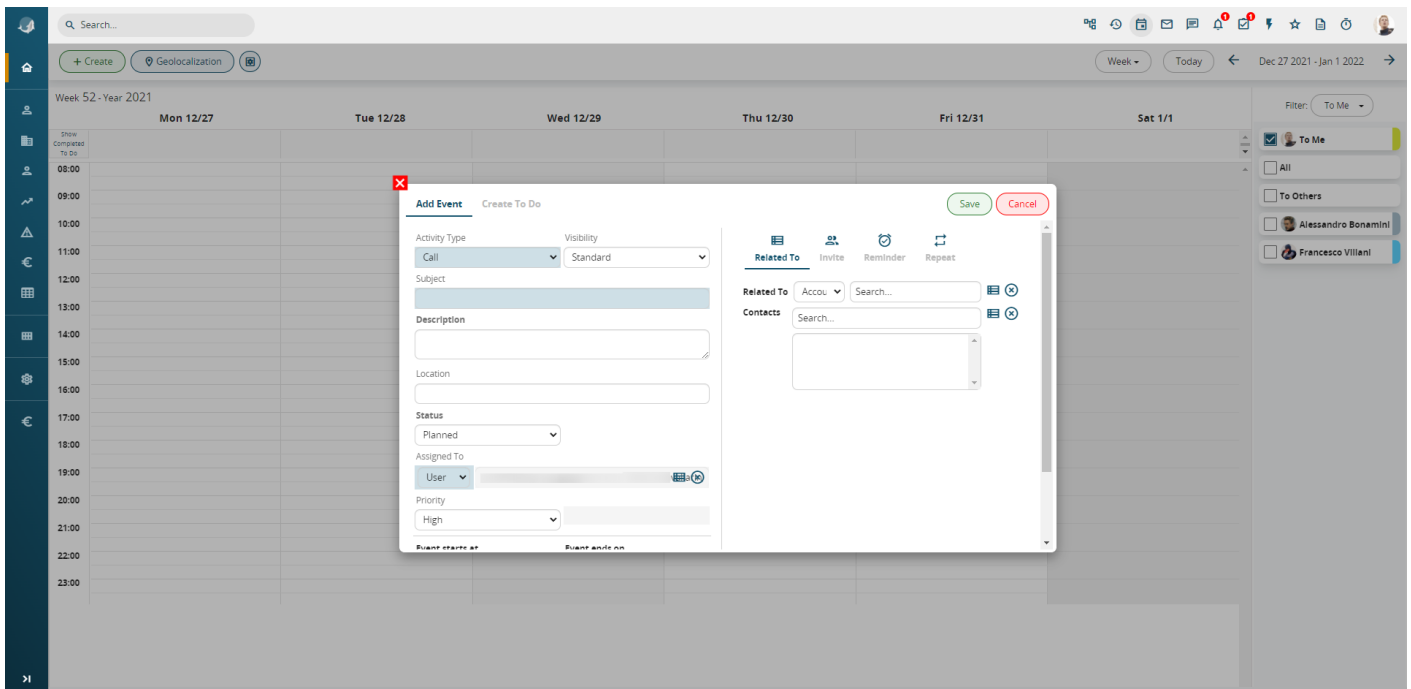 Search...
1
1
+ Create
Geolocalization
Week
Today
Dec 27 2021 - Jan 1 2022
Week 52 - Year 2021
Filter: To Me
Mon 12/27 Tue 12/28 Wed 12/29 Thu 12/30 Fri 12/31 Sat 1/1
Show
Completed
To Do
To Me
All
To Others
Alessandro Bonamini
Francesco Villani
08:00
09:00
10:00
11:00
12:00
13:00
14:00
15:00
16:00
17:00
18:00
19:00
20:00
21:00
22:00
23:00
Add Event Create To Do
Save Cancel
Activity Type Visibility
Call Standard
Subject
Description
Location
Status
Planned
Assigned To
User
Priority
High
Event starts at Event ends on
Related To Invite Reminder Repeat
Related To Accou Search...
Contacts Search...